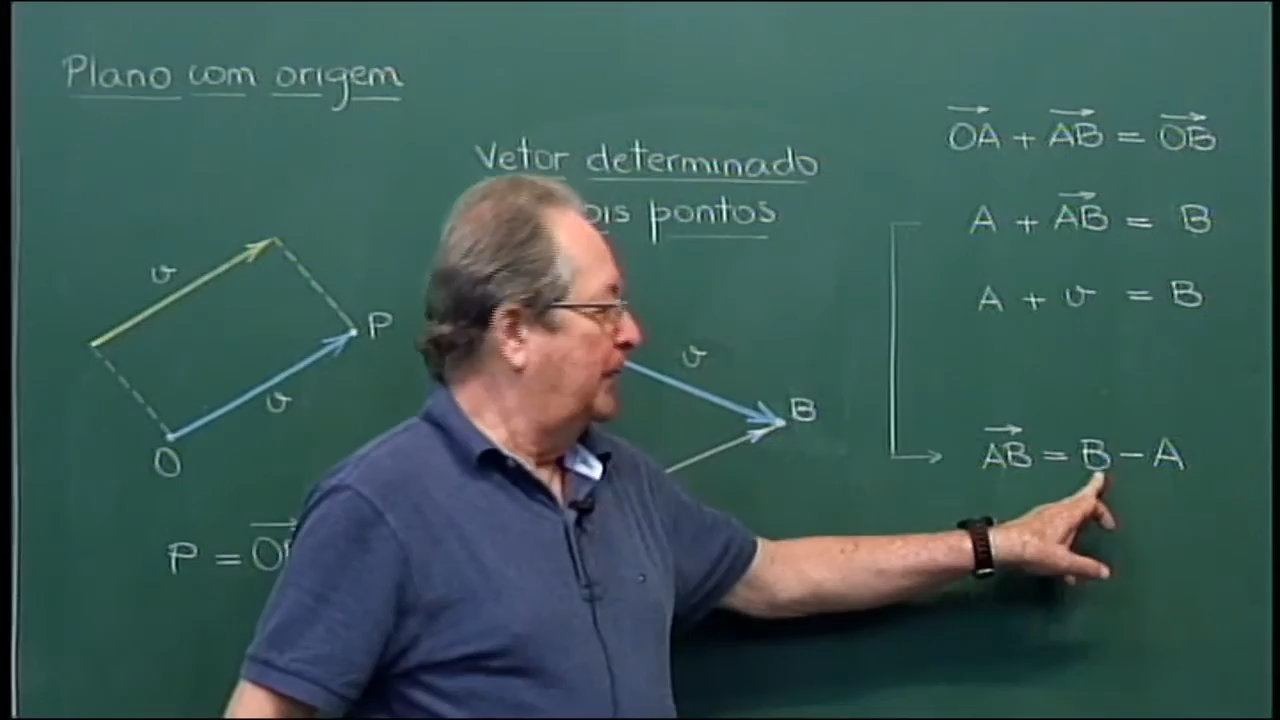 Plano com origem
v
P
v
O
P =
Vetor determinado
pontos
v
B
OA + AB = OB
A + AB = B
A + v = B
AB = B - A